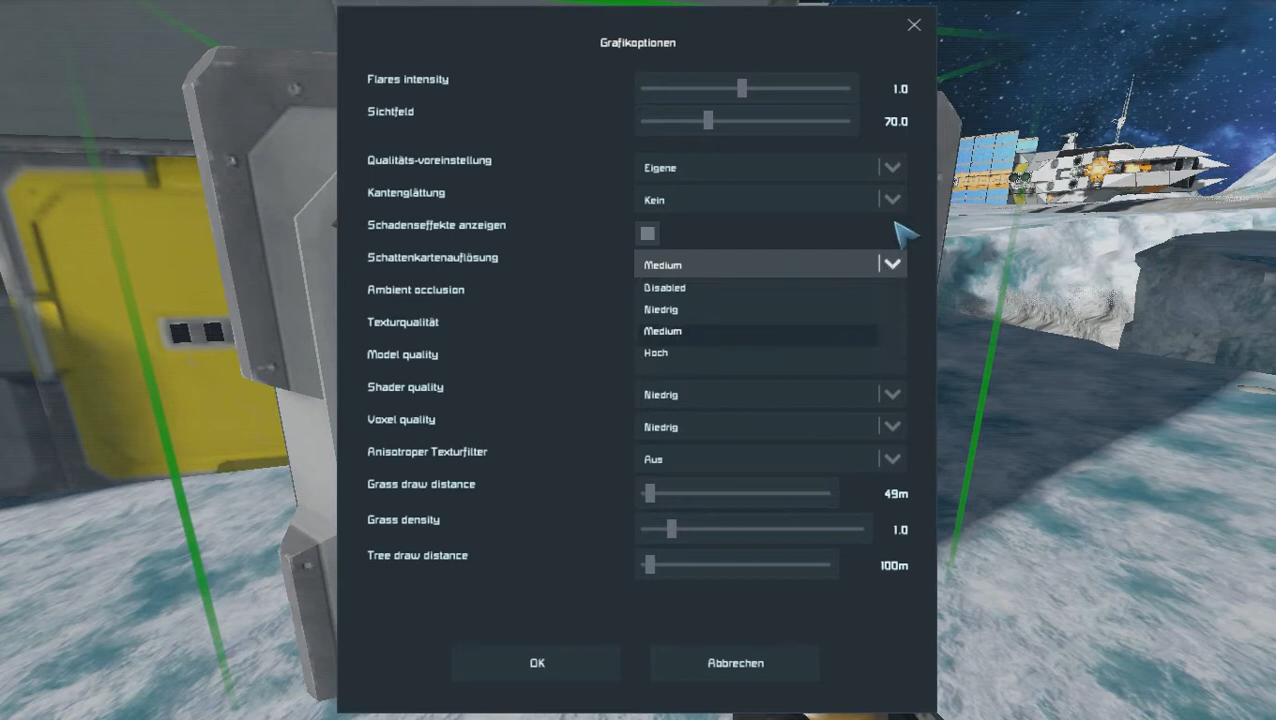 Grafikoptionen
Flares intensity 1.0
Sichtfeld 70.0
Qualitäts-voreinstellung Eigene
Kantenglättung Kein
Schadenseffekte anzeigen
Schattenkartenauflösung Medium
Ambient occlusion Disabled
Niedrig
Texturqualität Medium
Model quality Hoch
Shader quality Niedrig
Voxel quality Niedrig
Anisotroper Texturfilter Aus
Grass draw distance 49m
Grass density 1.0
Tree draw distance 100m
OK Abbrechen